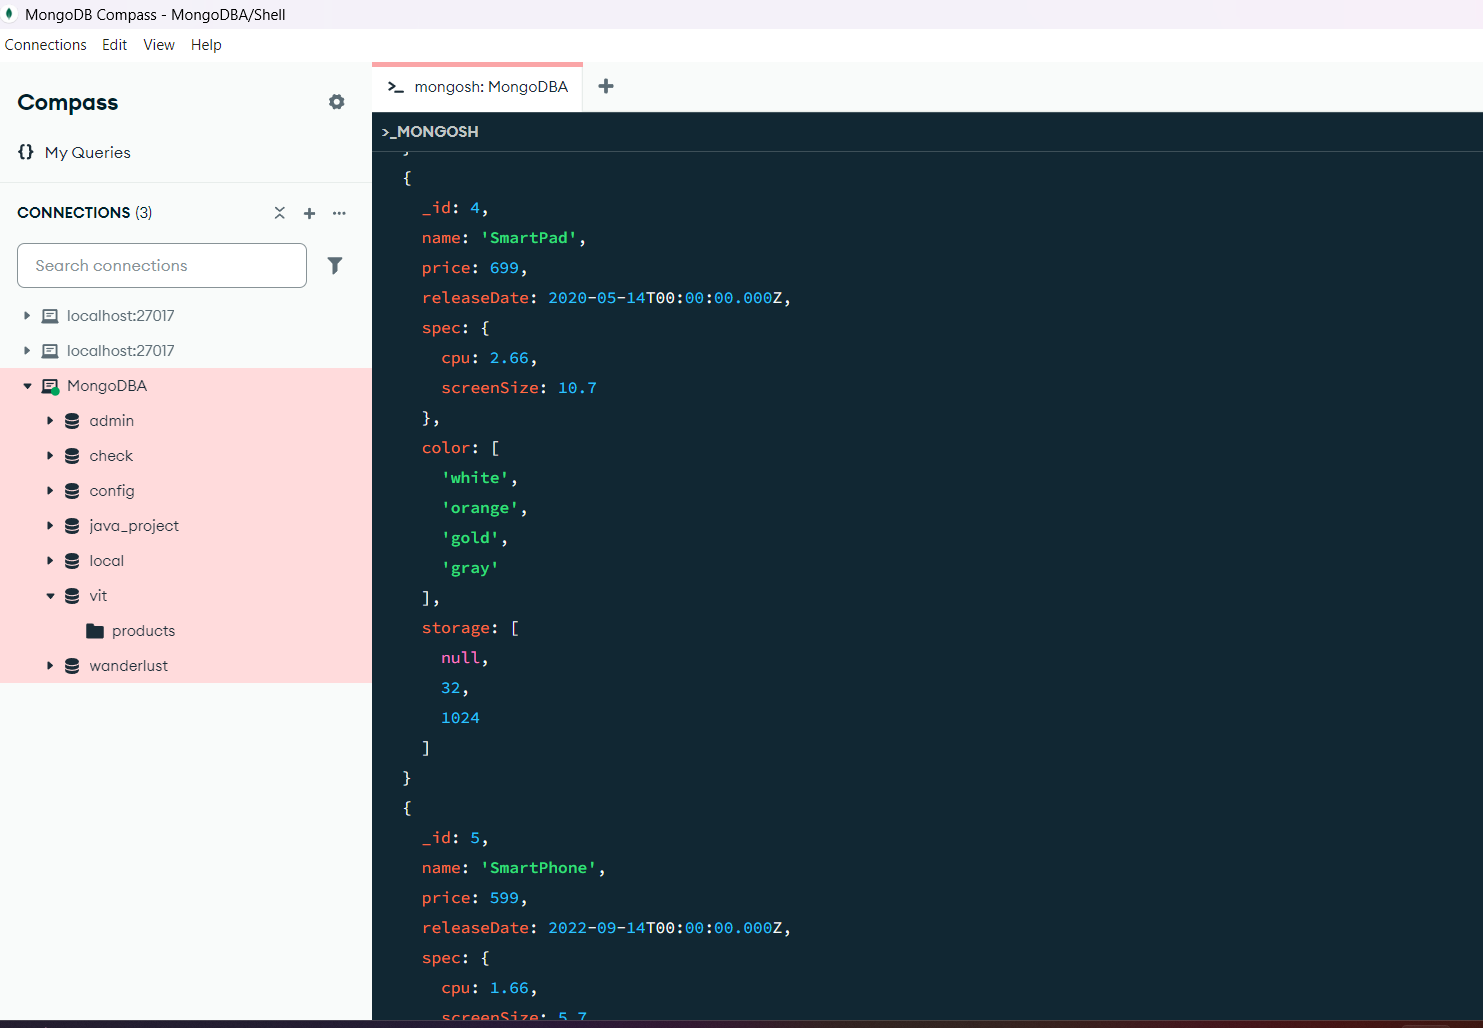 MongoDB Compass - MongoDBA/Shell
Connections Edit View Help
Compass
{} My Queries
CONNECTIONS (3)
Search connections
localhost:27017
localhost:27017
MongoDBA
admin
check
config
java_project
local
vit
products
wanderlust
>_ mongosh: MongoDBA
>_MONGOSH
}
{
_id: 4,
name: 'SmartPad',
price: 699,
releaseDate: 2020-05-14T00:00:00.000Z,
spec: {
cpu: 2.66,
screenSize: 10.7
},
color: [
'white',
'orange',
'gold',
'gray'
],
storage: [
null,
32,
1024
]
}
{
_id: 5,
name: 'SmartPhone',
price: 599,
releaseDate: 2022-09-14T00:00:00.000Z,
spec: {
cpu: 1.66,
screenSize: 5.7